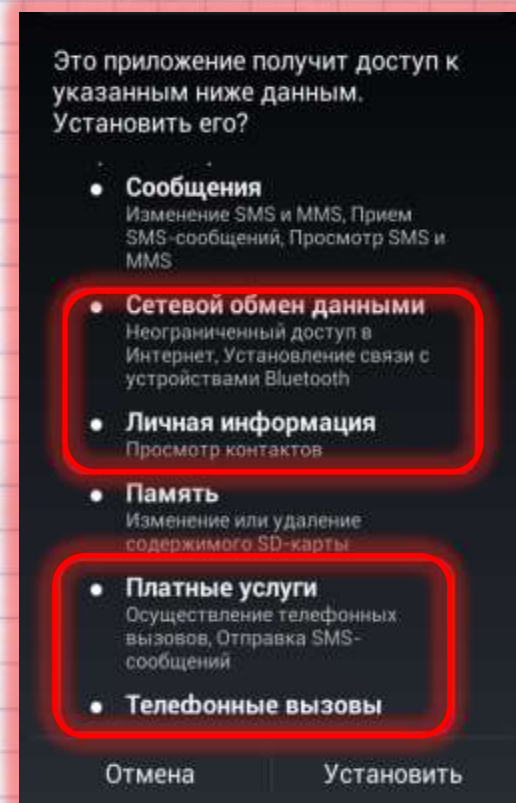 Это приложение получит доступ к
указанным ниже данным.
Установить его?
• Сообщения
Изменение SMS и MMS, Прием
SMS-сообщений, Просмотр SMS и
MMS
• Сетевой обмен данными
Неограниченный доступ в
Интернет, Установление связи с
устройствами Bluetooth
• Личная информация
Просмотр контактов
• Память
Изменение или удаление
содержимого SD-карты
• Платные услуги
Осуществление телефонных
вызовов, Отправка SMS-
сообщений
• Телефонные вызовы
Отмена Установить